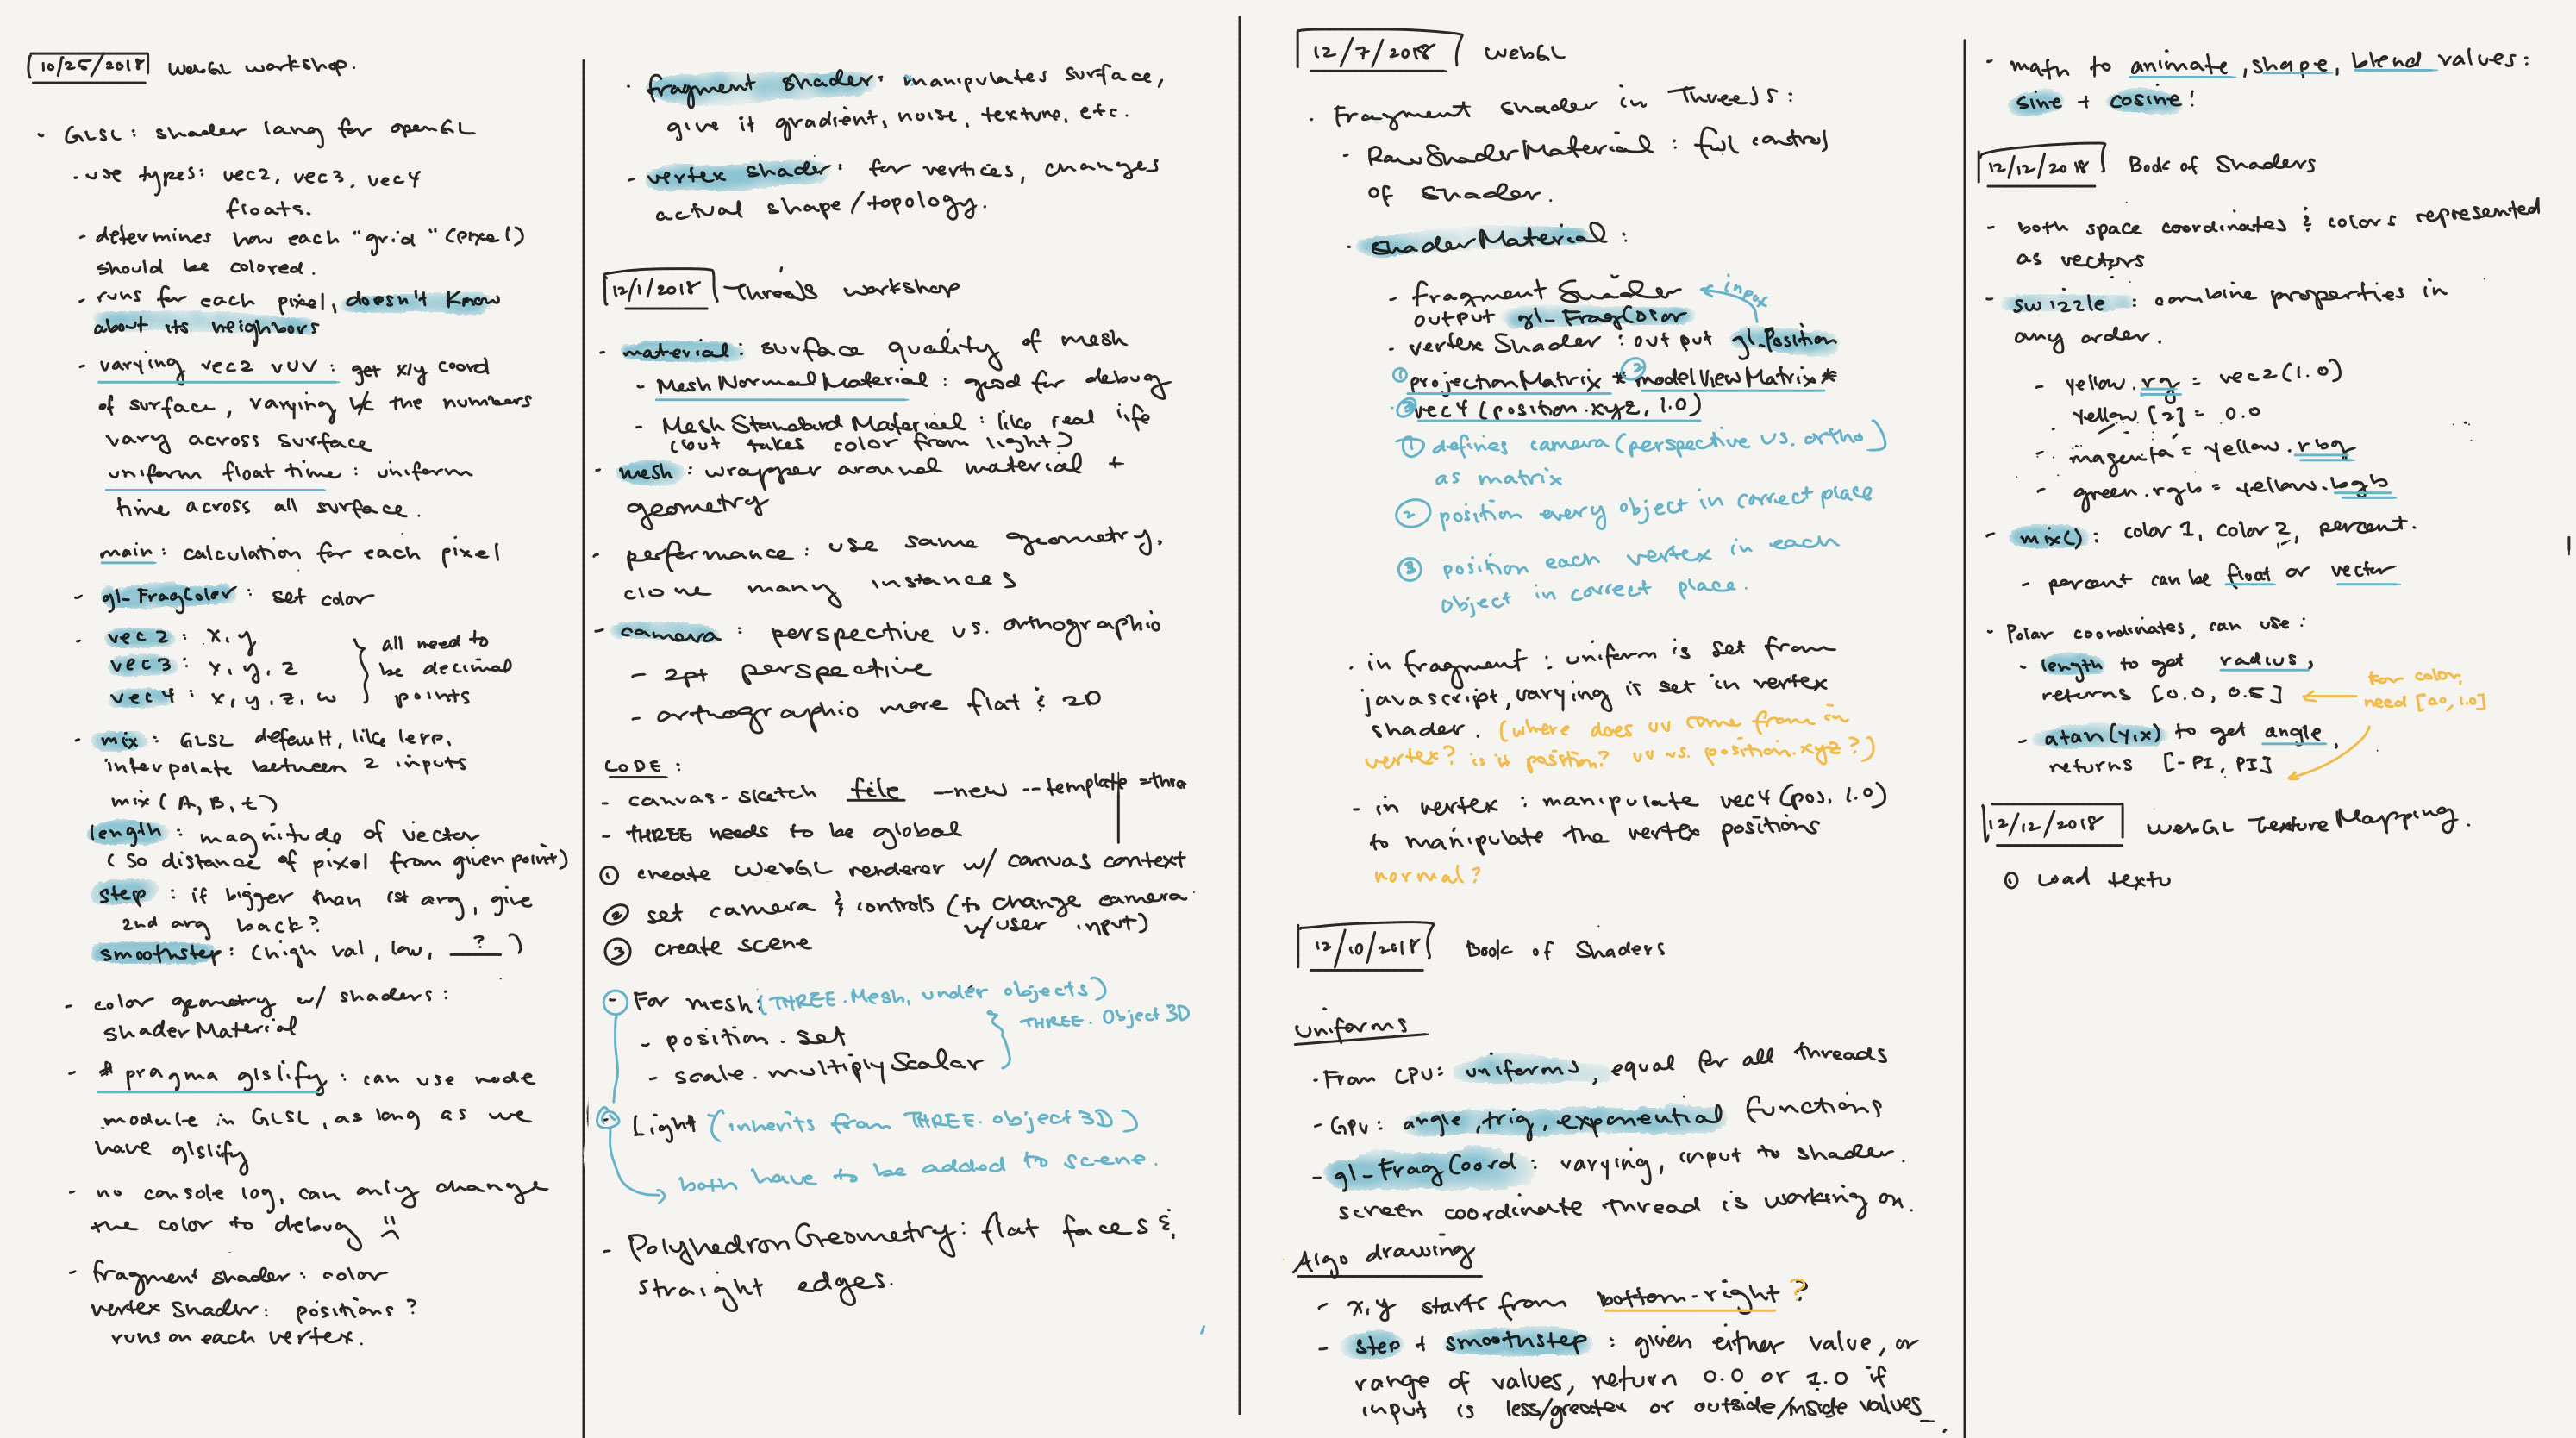 10/25/2018 WebGL workshop.
- GLSL: shader lang for openGL
- use types: vec2, vec3, vec4
floats.
- determines how each "grid" (pixel)
should be colored.
- runs for each pixel, doesn't know
about its neighbors
- varying vec2 vUV: get x/y coord
of surface, varying b/c the numbers
vary across surface
uniform float time: uniform
time across all surface.
main: calculation for each pixel
- gl_FragColor: set color
- vec2: x, y
vec3: x, y, z
vec4: x, y, z, w
} all need to
be decimal
points
- mix: GLSL default, like lerp,
interpolate between 2 inputs
mix(A, B, t)
length: magnitude of vector
(so distance of pixel from given point)
step: if bigger than 1st arg, give
2nd arg back?
smoothstep: (high val, low, ?)
- color geometry w/ shaders:
ShaderMaterial
- # pragma glslify: can use node
module in GLSL, as long as we
have glslify
- no console log, can only change
the color to debug :(
- fragment shader: color
vertex shader: positions?
runs on each vertex.
- fragment shader: manipulates surface,
give it gradient, noise, texture, etc.
- vertex shader: for vertices, changes
actual shape/topology.
12/1/2018 ThreeJS workshop
- material: surface quality of mesh
- MeshNormalMaterial: good for debug
- MeshStandardMaterial: like real life
(but takes color from light?)
- mesh: wrapper around material +
geometry
- performance: use same geometry,
clone many instances
- camera: perspective vs. orthographic
- 2pt perspective
- orthographic more flat & 2D
CODE:
- canvas-sketch file --new --template=three
- THREE needs to be global
① create WebGL renderer w/ canvas context
② set camera & controls (to change camera
w/user input)
③ create scene
- For mesh: (THREE.Mesh, under objects)
- position.set
- scale.multiplyScalar
} THREE.Object3D
- Light (inherits from THREE.object3D)
both have to be added to scene.
- PolyhedronGeometry: flat faces &
straight edges.
12/7/2018 WebGL
- Fragment shader in ThreeJS:
- RawShaderMaterial: full control
of shader.
- shaderMaterial:
- fragment Shader
input
output gl_FragColor
- vertex Shader: output gl_Position
① projectionMatrix * ② modelViewMatrix *
③ vec4 (position.xyz, 1.0)
① defines camera (perspective vs. ortho)
as matrix
② position every object in correct place
③ position each vertex in each
object in correct place.
- in fragment: uniform is set from
javascript, varying is set in vertex
shader. (where does uv come from in
vertex? is it position? uv vs. position.xyz?)
- in vertex: manipulate vec4 (pos, 1.0)
to manipulate the vertex positions
normal?
12/10/2018 Book of Shaders
Uniforms
- From CPU: uniforms, equal for all threads
- GPU: angle, trig, exponential functions
- gl_FragCoord: varying, input to shader.
screen coordinate thread is working on.
Algo drawing
- x,y starts from bottom-right?
- step + smoothstep: given either value, or
range of values, return 0.0 or 1.0 if
input is less/greater or outside/inside values
- math to animate, shape, blend values:
sine + cosine!
12/12/2018 Book of Shaders
- both space coordinates & colors represented
as vectors
- swizzle: combine properties in
any order.
- yellow.rg = vec2(1.0)
yellow[2] = 0.0
- magenta = yellow.rbg
- green.rgb = yellow.bgb
- mix(): color 1, color 2, percent.
- percent can be float or vector
- Polar coordinates, can use:
- length to get radius,
returns [0.0, 0.5]
For color,
need [0.0, 1.0]
- atan(y,x) to get angle,
returns [-PI, PI]
12/12/2018 WebGL Texture Mapping.
① Load textu